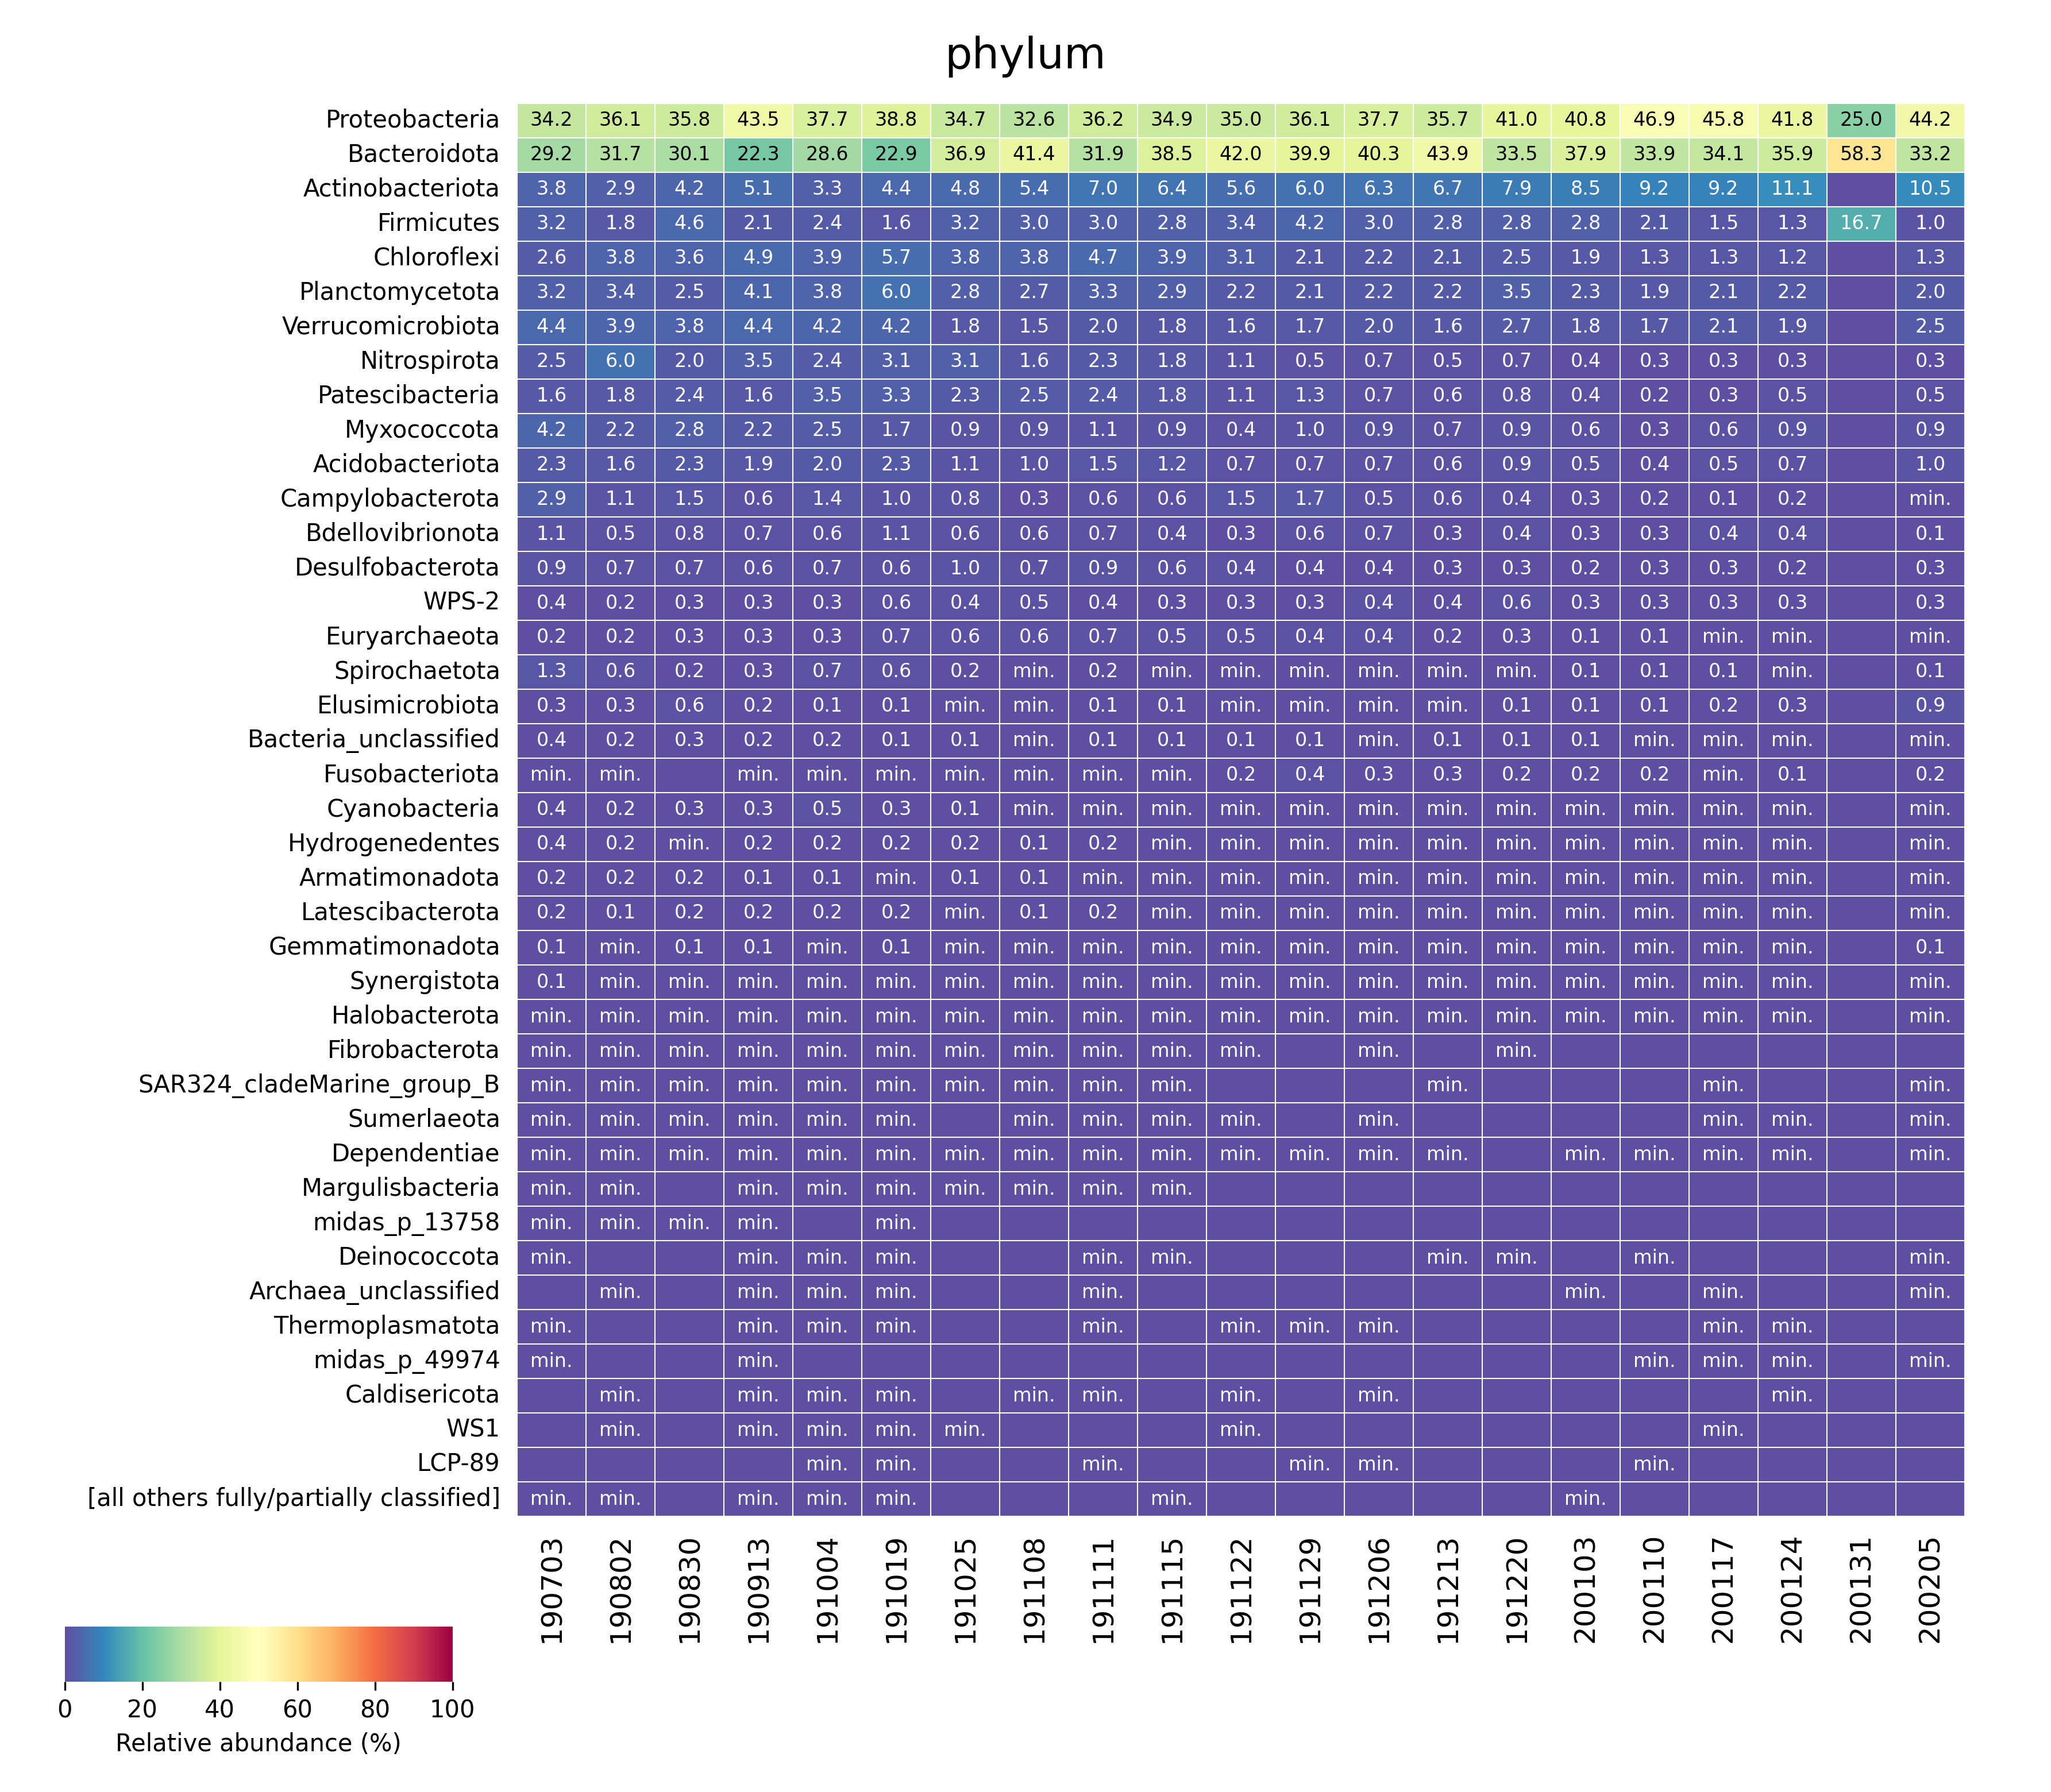 phylum
Proteobacteria 34.2 36.1 35.8 43.5 37.7 38.8 34.7 32.6 36.2 34.9 35.0 36.1 37.7 35.7 41.0 40.8 46.9 45.8 41.8 25.0 44.2
Bacteroidota 29.2 31.7 30.1 22.3 28.6 22.9 36.9 41.4 31.9 38.5 42.0 39.9 40.3 43.9 33.5 37.9 33.9 34.1 35.9 58.3 33.2
Actinobacteriota 3.8 2.9 4.2 5.1 3.3 4.4 4.8 5.4 7.0 6.4 5.6 6.0 6.3 6.7 7.9 8.5 9.2 9.2 11.1 10.5
Firmicutes 3.2 1.8 4.6 2.1 2.4 1.6 3.2 3.0 3.0 2.8 3.4 4.2 3.0 2.8 2.8 2.8 2.1 1.5 1.3 16.7 1.0
Chloroflexi 2.6 3.8 3.6 4.9 3.9 5.7 3.8 3.8 4.7 3.9 3.1 2.1 2.2 2.1 2.5 1.9 1.3 1.3 1.2 1.3
Planctomycetota 3.2 3.4 2.5 4.1 3.8 6.0 2.8 2.7 3.3 2.9 2.2 2.1 2.2 2.2 3.5 2.3 1.9 2.1 2.2 2.0
Verrucomicrobiota 4.4 3.9 3.8 4.4 4.2 4.2 1.8 1.5 2.0 1.8 1.6 1.7 2.0 1.6 2.7 1.8 1.7 2.1 1.9 2.5
Nitrospirota 2.5 6.0 2.0 3.5 2.4 3.1 3.1 1.6 2.3 1.8 1.1 0.5 0.7 0.5 0.7 0.4 0.3 0.3 0.3 0.3
Patescibacteria 1.6 1.8 2.4 1.6 3.5 3.3 2.3 2.5 2.4 1.8 1.1 1.3 0.7 0.6 0.8 0.4 0.2 0.3 0.5 0.5
Myxococcota 4.2 2.2 2.8 2.2 2.5 1.7 0.9 0.9 1.1 0.9 0.4 1.0 0.9 0.7 0.9 0.6 0.3 0.6 0.9 0.9
Acidobacteriota 2.3 1.6 2.3 1.9 2.0 2.3 1.1 1.0 1.5 1.2 0.7 0.7 0.7 0.6 0.9 0.5 0.4 0.5 0.7 1.0
Campylobacterota 2.9 1.1 1.5 0.6 1.4 1.0 0.8 0.3 0.6 0.6 1.5 1.7 0.5 0.6 0.4 0.3 0.2 0.1 0.2 min.
Bdellovibrionota 1.1 0.5 0.8 0.7 0.6 1.1 0.6 0.6 0.7 0.4 0.3 0.6 0.7 0.3 0.4 0.3 0.3 0.4 0.4 0.1
Desulfobacterota 0.9 0.7 0.7 0.6 0.7 0.6 1.0 0.7 0.9 0.6 0.4 0.4 0.4 0.3 0.3 0.2 0.3 0.3 0.2 0.3
WPS-2 0.4 0.2 0.3 0.3 0.3 0.6 0.4 0.5 0.4 0.3 0.3 0.3 0.4 0.4 0.6 0.3 0.3 0.3 0.3 0.3
Euryarchaeota 0.2 0.2 0.3 0.3 0.3 0.7 0.6 0.6 0.7 0.5 0.5 0.4 0.4 0.2 0.3 0.1 0.1 min. min. min.
Spirochaetota 1.3 0.6 0.2 0.3 0.7 0.6 0.2 min. 0.2 min. min. min. min. min. min. 0.1 0.1 0.1 min. 0.1
Elusimicrobiota 0.3 0.3 0.6 0.2 0.1 0.1 min. min. 0.1 0.1 min. min. min. min. 0.1 0.1 0.1 0.2 0.3 0.9
Bacteria_unclassified 0.4 0.2 0.3 0.2 0.2 0.1 0.1 min. 0.1 0.1 0.1 0.1 min. 0.1 0.1 0.1 min. min. min. min.
Fusobacteriota min. min. min. min. min. min. min. min. min. 0.2 0.4 0.3 0.3 0.2 0.2 0.2 min. 0.1 0.2
Cyanobacteria 0.4 0.2 0.3 0.3 0.5 0.3 0.1 min. min. min. min. min. min. min. min. min. min. min. min. min.
Hydrogenedentes 0.4 0.2 min. 0.2 0.2 0.2 0.2 0.1 0.2 min. min. min. min. min. min. min. min. min. min. min.
Armatimonadota 0.2 0.2 0.2 0.1 0.1 min. 0.1 0.1 min. min. min. min. min. min. min. min. min. min. min. min.
Latescibacterota 0.2 0.1 0.2 0.2 0.2 0.2 min. 0.1 0.2 min. min. min. min. min. min. min. min. min. min. min.
Gemmatimonadota 0.1 min. 0.1 0.1 min. 0.1 min. min. min. min. min. min. min. min. min. min. min. min. min. 0.1
Synergistota 0.1 min. min. min. min. min. min. min. min. min. min. min. min. min. min. min. min. min. min. min.
Halobacterota min. min. min. min. min. min. min. min. min. min. min. min. min. min. min. min. min. min. min. min.
Fibrobacterota min. min. min. min. min. min. min. min. min. min. min. min. min.
SAR324_cladeMarine_group_B min. min. min. min. min. min. min. min. min. min. min. min. min.
Sumerlaeota min. min. min. min. min. min. min. min. min. min. min. min. min. min.
Dependentiae min. min. min. min. min. min. min. min. min. min. min. min. min. min. min. min. min. min. min.
Margulisbacteria min. min. min. min. min. min. min. min. min.
midas_p_13758 min. min. min. min. min.
Deinococcota min. min. min. min. min. min. min. min. min. min.
Archaea_unclassified min. min. min. min. min. min. min. min.
Thermoplasmatota min. min. min. min. min. min. min. min. min. min.
midas_p_49974 min. min. min. min. min. min.
Caldisericota min. min. min. min. min. min. min. min. min.
WS1 min. min. min. min. min. min. min.
LCP-89 min. min. min. min. min. min.
[all others fully/partially classified] min. min. min. min. min. min. min.
190703 190802 190830 190913 191004 191019 191025 191108 191111 191115 191122 191129 191206 191213 191220 200103 200110 200117 200124 200131 200205
0 20 40 60 80 100
Relative abundance (%)